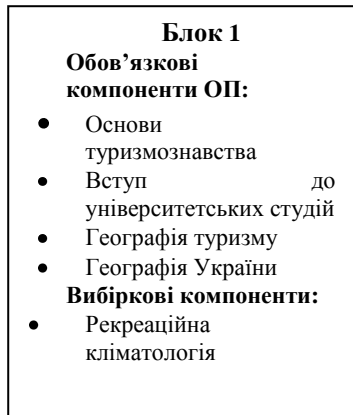 Блок 1
Обов’язкові
компоненти ОП:
• Основи
туризмознавства
• Вступ до
університетських студій
• Географія туризму
• Географія України
Вибіркові компоненти:
• Рекреаційна
кліматологія